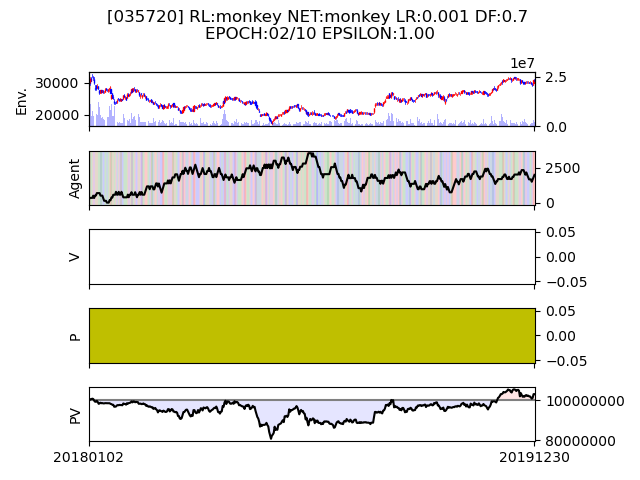 [035720] RL:monkey NET:monkey LR:0.001 DF:0.7
EPOCH:02/10 EPSILON:1.00
1e7
Env.
30000
20000
2.5
0.0
Agent
2500
0
V
0.05
0.00
−0.05
P
0.05
0.00
−0.05
PV
100000000
80000000
20180102
20191230